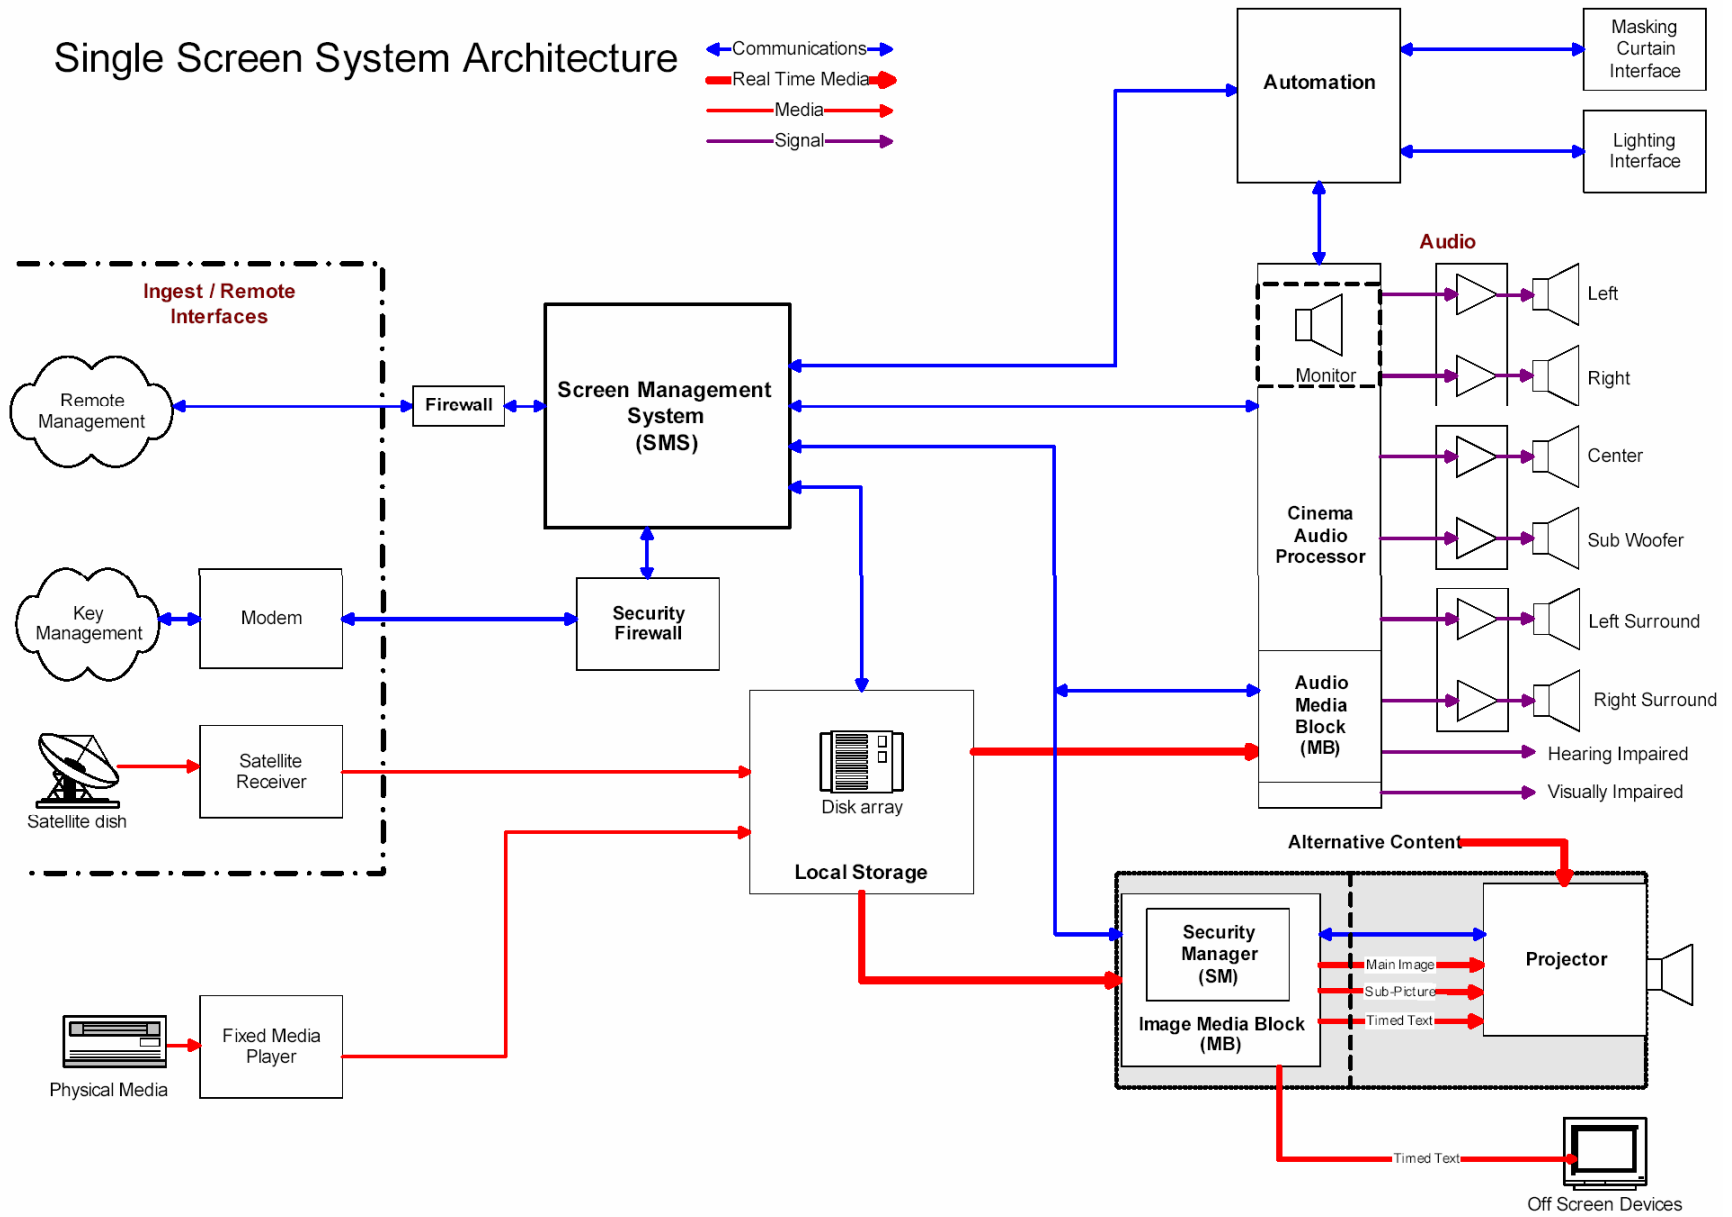 Single Screen System Architecture
Communications
Real Time Media
Media
Signal
Automation
Masking
Curtain
Interface
Lighting
Interface
Audio
Ingest / Remote
Interfaces
Remote
Management
Firewall
Screen Management
System
(SMS)
Monitor
Left
Right
Center
Sub Woofer
Left Surround
Right Surround
Hearing Impaired
Visually Impaired
Cinema
Audio
Processor
Audio
Media
Block
(MB)
Key
Management
Modem
Security
Firewall
Satellite dish
Satellite
Receiver
Disk array
Local Storage
Alternative Content
Security
Manager
(SM)
Image Media Block
(MB)
Main Image
Sub-Picture
Timed Text
Projector
Physical Media
Fixed Media
Player
Timed Text
Off Screen Devices